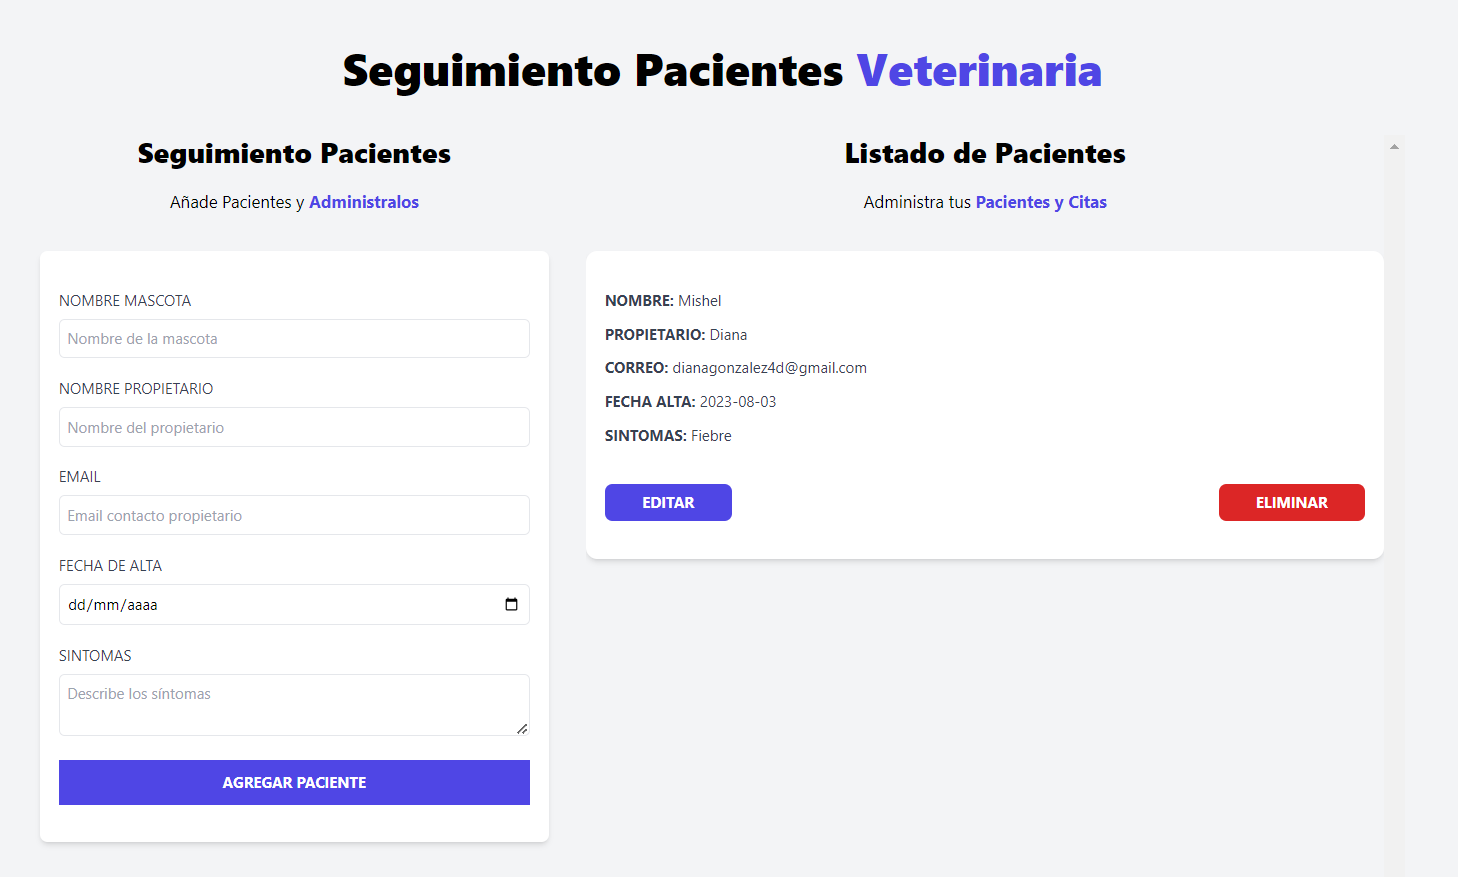 Seguimiento Pacientes Veterinaria
Seguimiento Pacientes
Añade Pacientes y Administralos
NOMBRE MASCOTA
Nombre de la mascota
NOMBRE PROPIETARIO
Nombre del propietario
EMAIL
Email contacto propietario
FECHA DE ALTA
dd/mm/aaaa
SINTOMAS
Describe los síntomas
AGREGAR PACIENTE
Listado de Pacientes
Administra tus Pacientes y Citas
NOMBRE: Mishel
PROPIETARIO: Diana
CORREO: dianagonzalez4d@gmail.com
FECHA ALTA: 2023-08-03
SINTOMAS: Fiebre
EDITAR
ELIMINAR